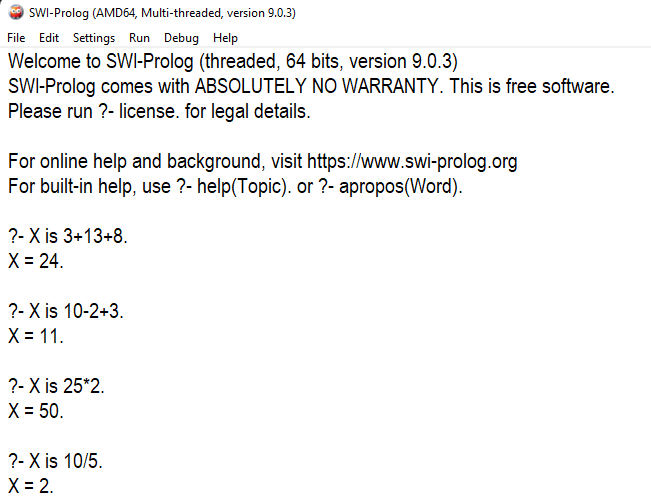 SWI-Prolog (AMD64, Multi-threaded, version 9.0.3)
File Edit Settings Run Debug Help
Welcome to SWI-Prolog (threaded, 64 bits, version 9.0.3)
SWI-Prolog comes with ABSOLUTELY NO WARRANTY. This is free software.
Please run ?- license. for legal details.
For online help and background, visit https://www.swi-prolog.org
For built-in help, use ?- help(Topic). or ?- apropos(Word).
?- X is 3+13+8.
X = 24.
?- X is 10-2+3.
X = 11.
?- X is 25*2.
X = 50.
?- X is 10/5.
X = 2.